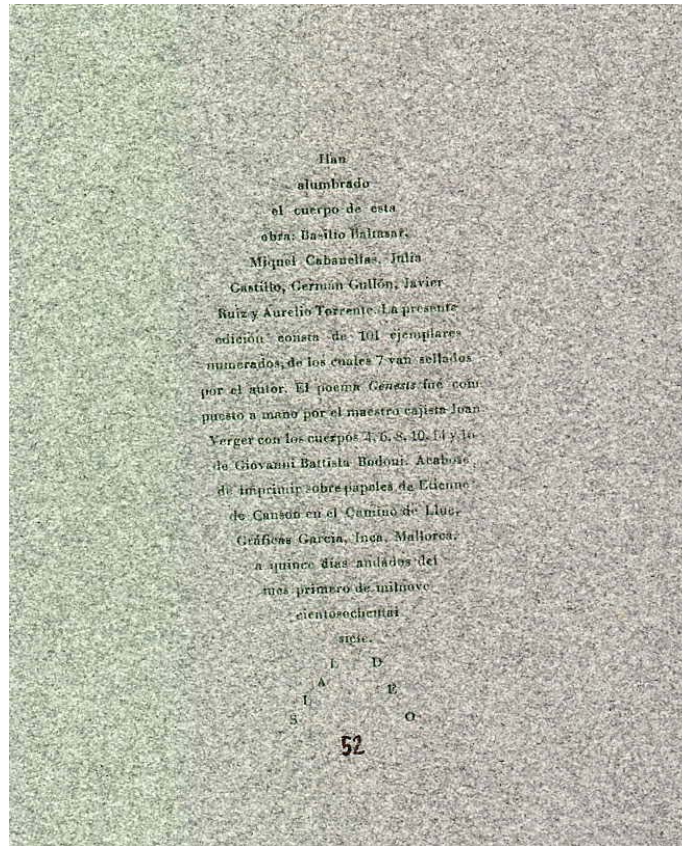 Han
alumbrado
el cuerpo de esta
obra: Basilio Baltasar,
Miquel Cabanellas, Julia
Castillo, Germán Gullón, Javier
Ruiz y Aurelio Torrente. La presente
edición consta de 101 ejemplares
numerados, de los cuales 7 van sellados
por el autor. El poema Génesis fué com
puesto a mano por el maestro cajista Joan
Verger con los cuerpos 4, 6, 8, 10, 14 y 16
de Giovanni Battista Bodoni. Acabose
de imprimir sobre papeles de Etienne
de Canson en el Camino de Lluc,
Gráficas García, Inca, Mallorca,
a quince días andados del
mes primero de milnove
cientosochentai
siete.
L D
A E
S O
52